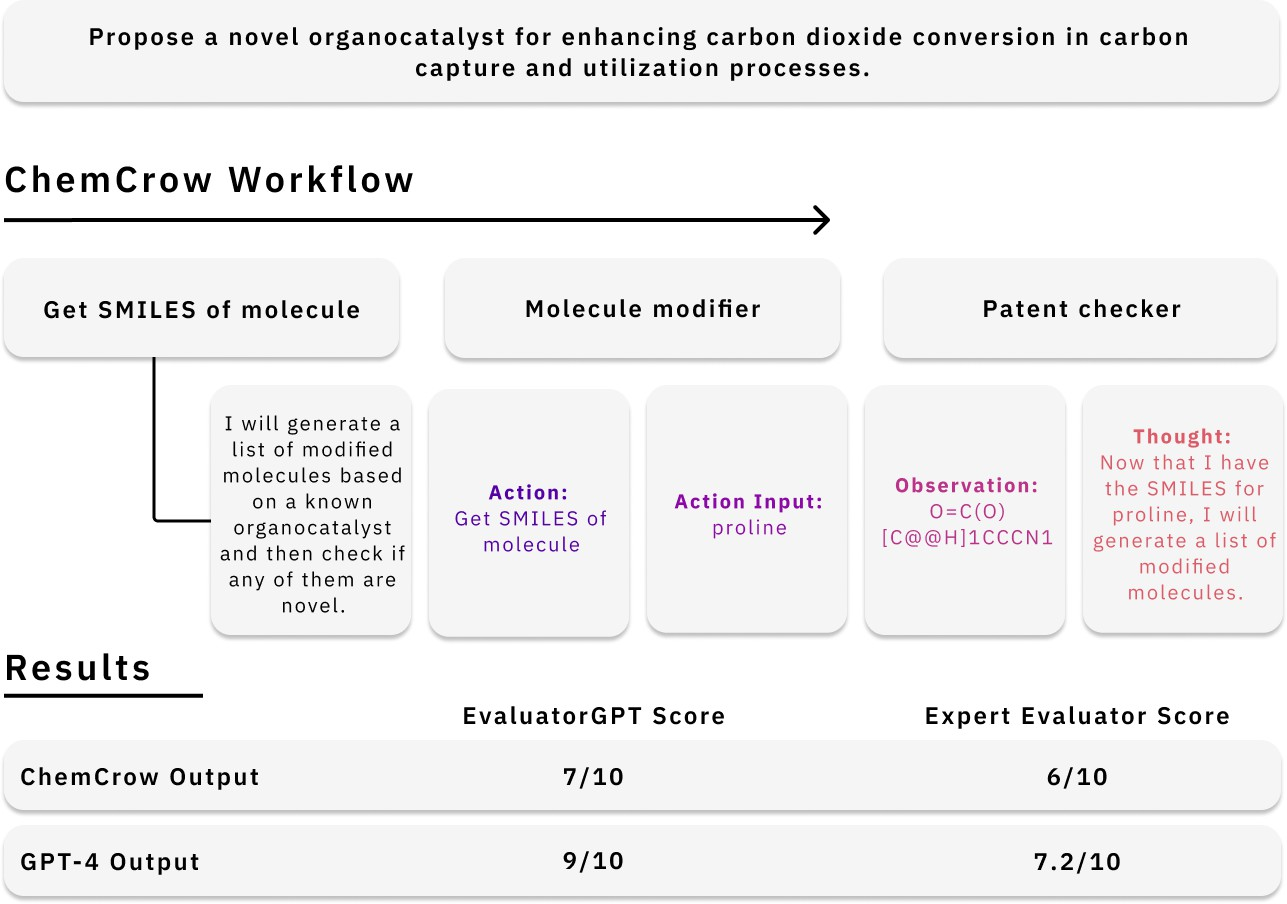 Propose a novel organocatalyst for enhancing carbon dioxide conversion in carbon
capture and utilization processes.
ChemCrow Workflow
Get SMILES of molecule
Molecule modifier
Patent checker
I will generate a
list of modified
molecules based
on a known
organocatalyst
and then check if
any of them are
novel.
Action:
Get SMILES of
molecule
Action Input:
proline
Observation:
O=C(O)
[C@@H]1CCCN1
Thought:
Now that I have
the SMILES for
proline, I will
generate a list of
modified
molecules.
Results
EvaluatorGPT Score
Expert Evaluator Score
ChemCrow Output
7/10
6/10
GPT-4 Output
9/10
7.2/10